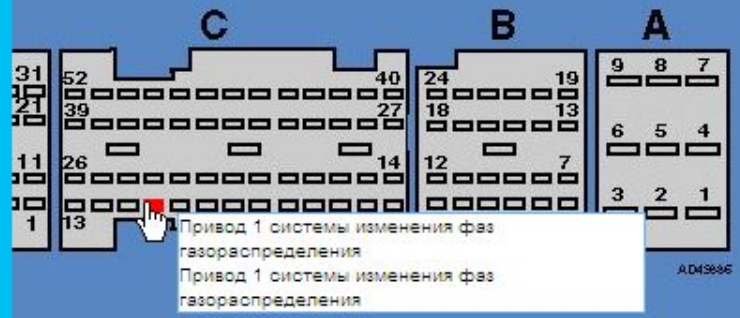 C B A
31 52 40 24 19 9 8 7
21 39 27 18 13
6 5 4
11 26 14 12 7
3 2 1
1 13
Привод 1 системы изменения фаз
газораспределения
Привод 1 системы изменения фаз
газораспределения